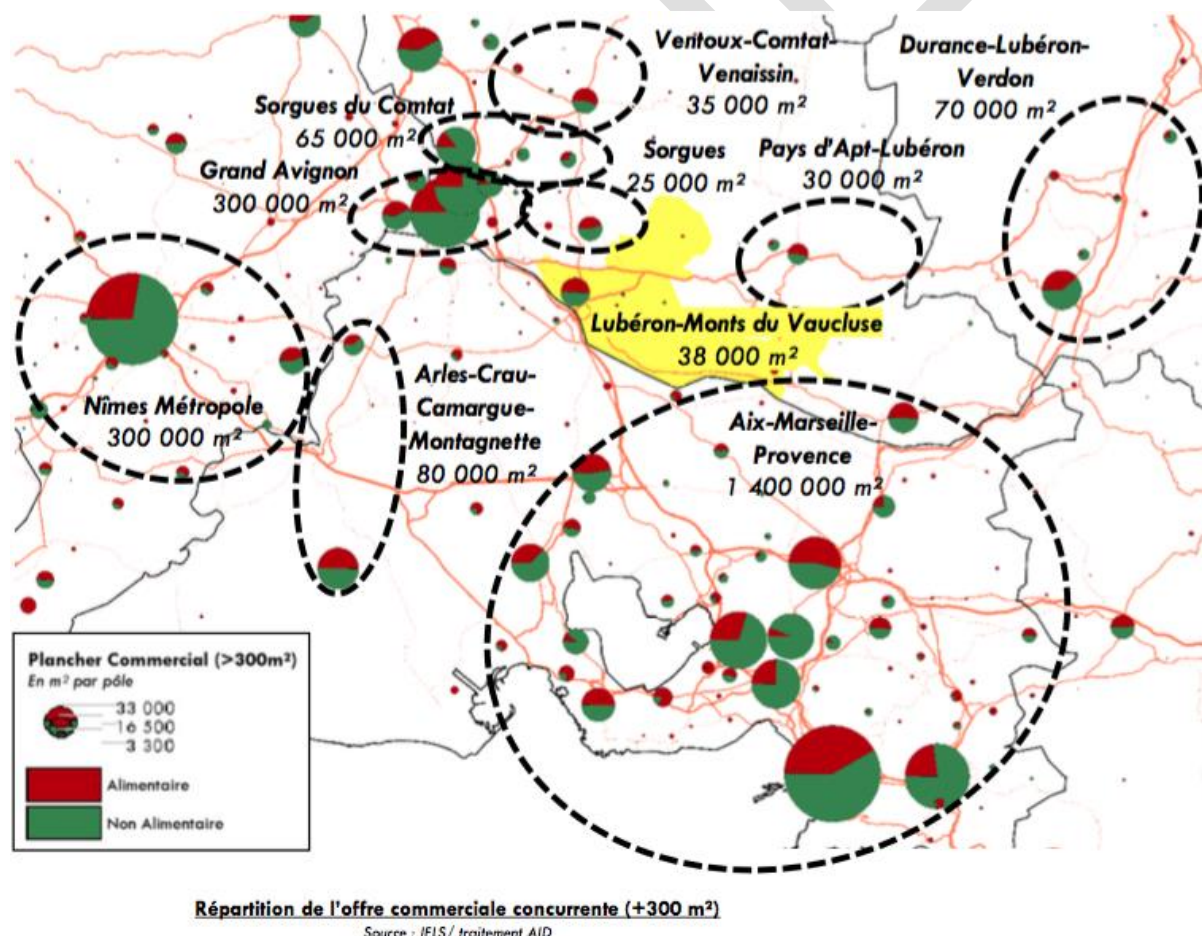 Ventoux-Comtat-
Venaissin
35 000 m²
Durance-Lubéron-
Verdon
70 000 m²
Sorgues du Comtat
65 000 m²
Grand Avignon
300 000 m²
Sorgues
25 000 m²
Pays d'Apt-Lubéron
30 000 m²
Lubéron-Monts du Vaucluse
38 000 m²
Nîmes Métropole
300 000 m²
Arles-Crau-
Camargue-
Montagnette
80 000 m²
Aix-Marseille-
Provence
1 400 000 m²
Plancher Commercial (>300m²)
En m² par pôle
33 000
16 500
3 300
Alimentaire
Non Alimentaire
Répartition de l'offre commerciale concurrente (+300 m²)
Source : IELS/ traitement AID